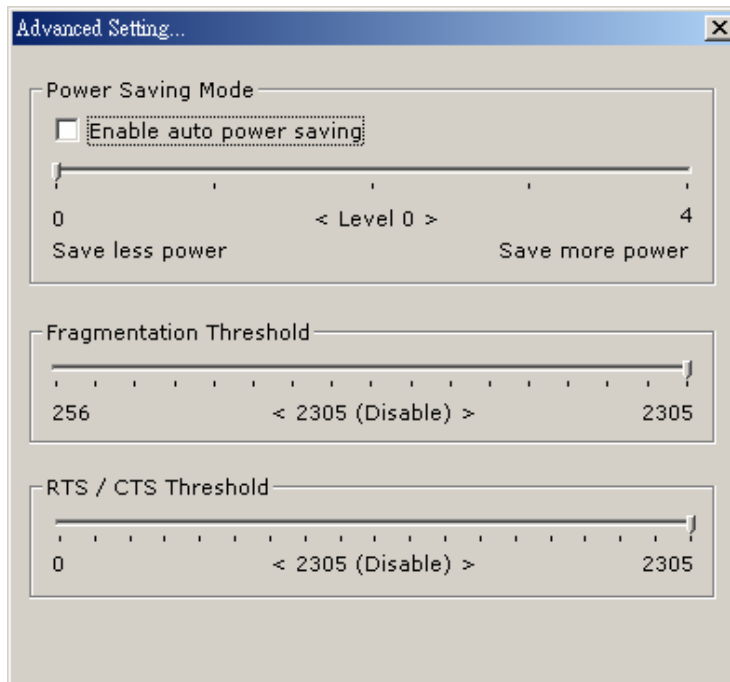 Advanced Setting...
Power Saving Mode
Enable auto power saving
0 < Level 0 > 4
Save less power Save more power
Fragmentation Threshold
256 < 2305 (Disable) > 2305
RTS / CTS Threshold
0 < 2305 (Disable) > 2305